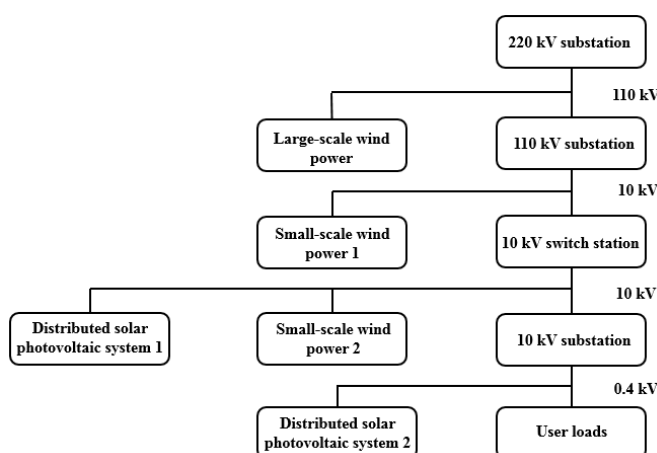 220 kV substation
110 kV
Large-scale wind
power
110 kV substation
10 kV
Small-scale wind
power 1
10 kV switch station
10 kV
Distributed solar
photovoltaic system 1
Small-scale wind
power 2
10 kV substation
0.4 kV
Distributed solar
photovoltaic system 2
User loads